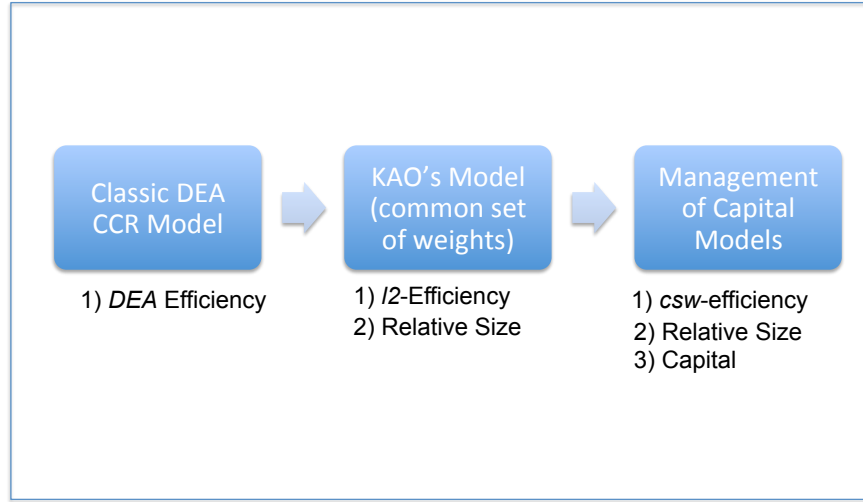 Classic DEA
CCR Model
KAO’s Model
(common set
of weights)
Management
of Capital
Models
1) DEA Efficiency
1) l2-Efficiency
2) Relative Size
1) csw-efficiency
2) Relative Size
3) Capital